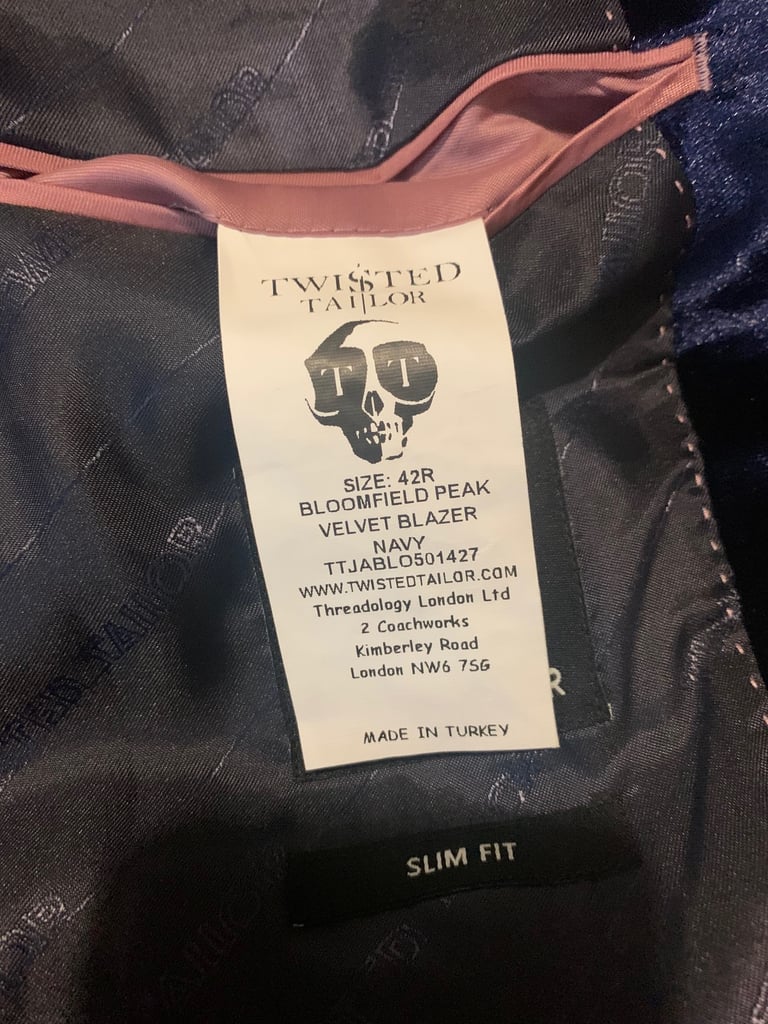 TWISTED
TAILOR
T T
SIZE: 42R
BLOOMFIELD PEAK
VELVET BLAZER
NAVY
TTJABLO501427
WWW.TWISTEDTAILOR.COM
Threadology London Ltd
2 Coachworks
Kimberley Road
London NW6 7SG
R
MADE IN TURKEY
SLIM FIT